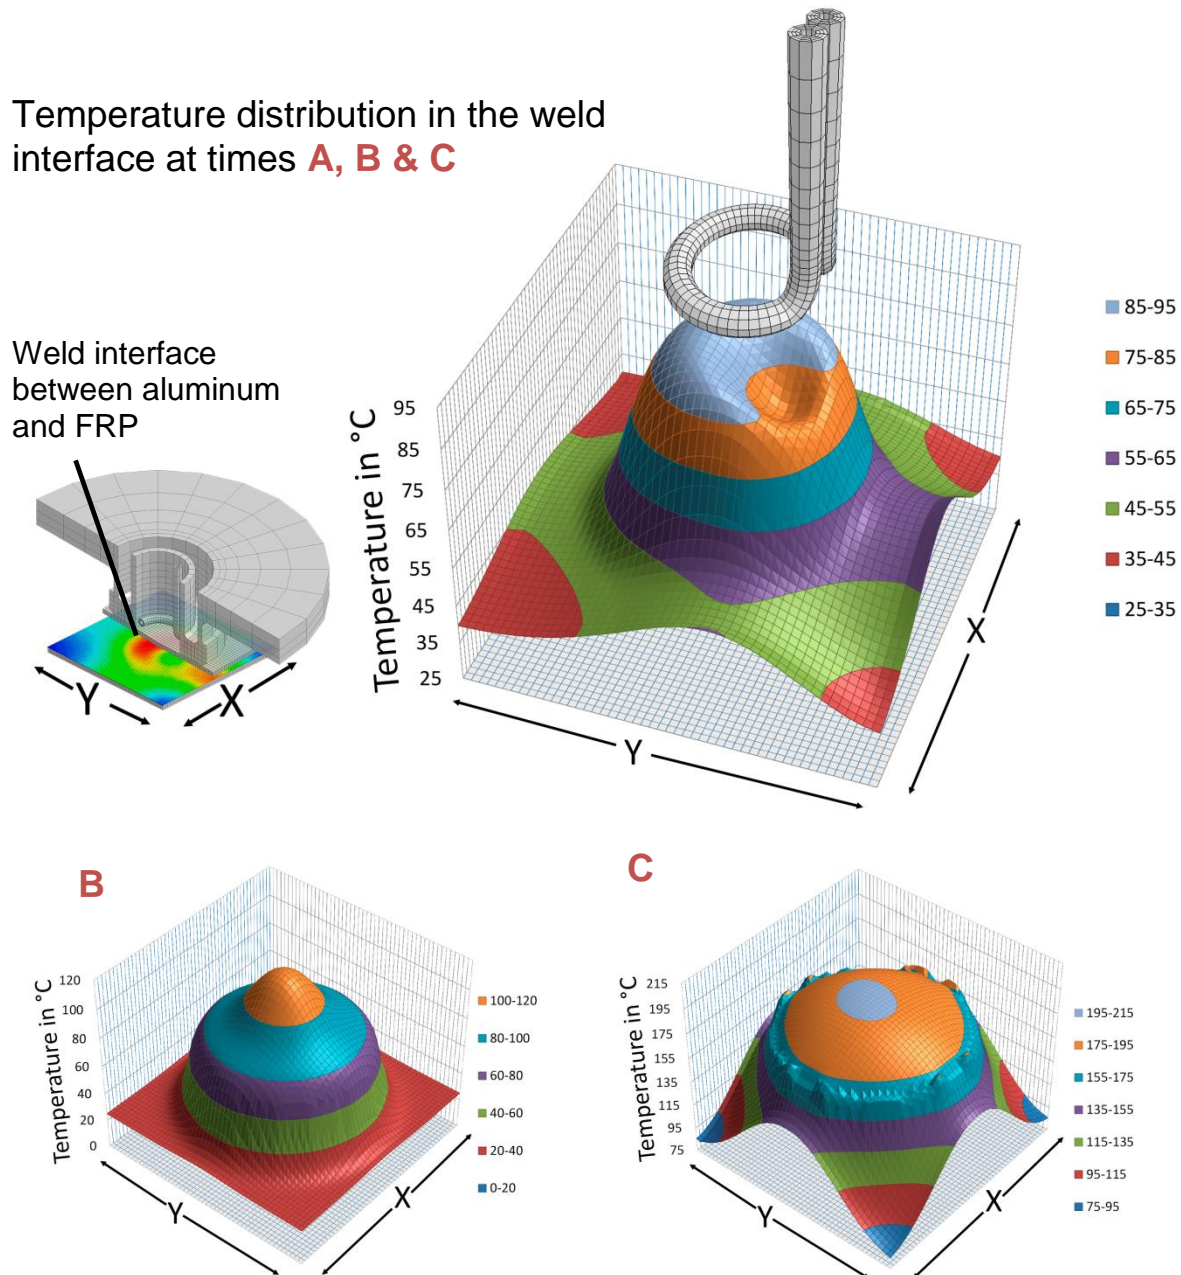 Temperature distribution in the weld
interface at times A, B & C
Weld interface
between aluminum
and FRP
Y
X
Temperature in °C
95
85
75
65
55
45
35
25
Y
X
85-95
75-85
65-75
55-65
45-55
35-45
25-35
B
Temperature in °C
120
100
80
60
40
20
0
Y
X
100-120
80-100
60-80
40-60
20-40
0-20
C
Temperature in °C
215
195
175
155
135
115
95
75
Y
X
195-215
175-195
155-175
135-155
115-135
95-115
75-95